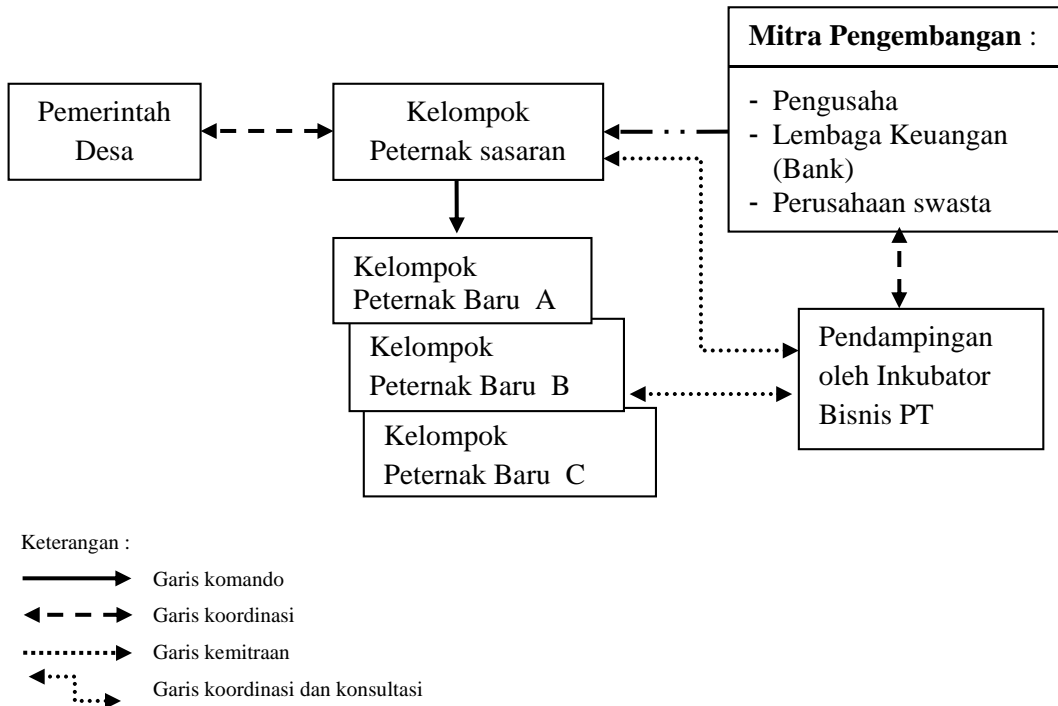 Pemerintah
Desa
Kelompok
Peternak sasaran
Mitra Pengembangan :
- Pengusaha
- Lembaga Keuangan
(Bank)
- Perusahaan swasta
Kelompok
Peternak Baru A
Kelompok
Peternak Baru B
Kelompok
Peternak Baru C
Pendampingan
oleh Inkubator
Bisnis PT
Keterangan :
Garis komando
Garis koordinasi
Garis kemitraan
Garis koordinasi dan konsultasi